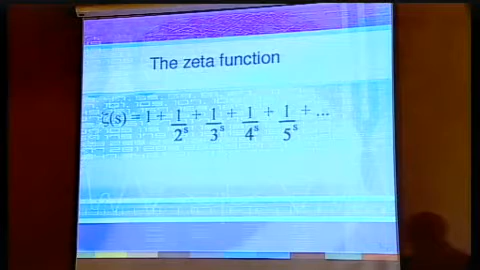 The zeta function
ζ(s) = 1 + 1/2^s + 1/3^s + 1/4^s + 1/5^s + ...